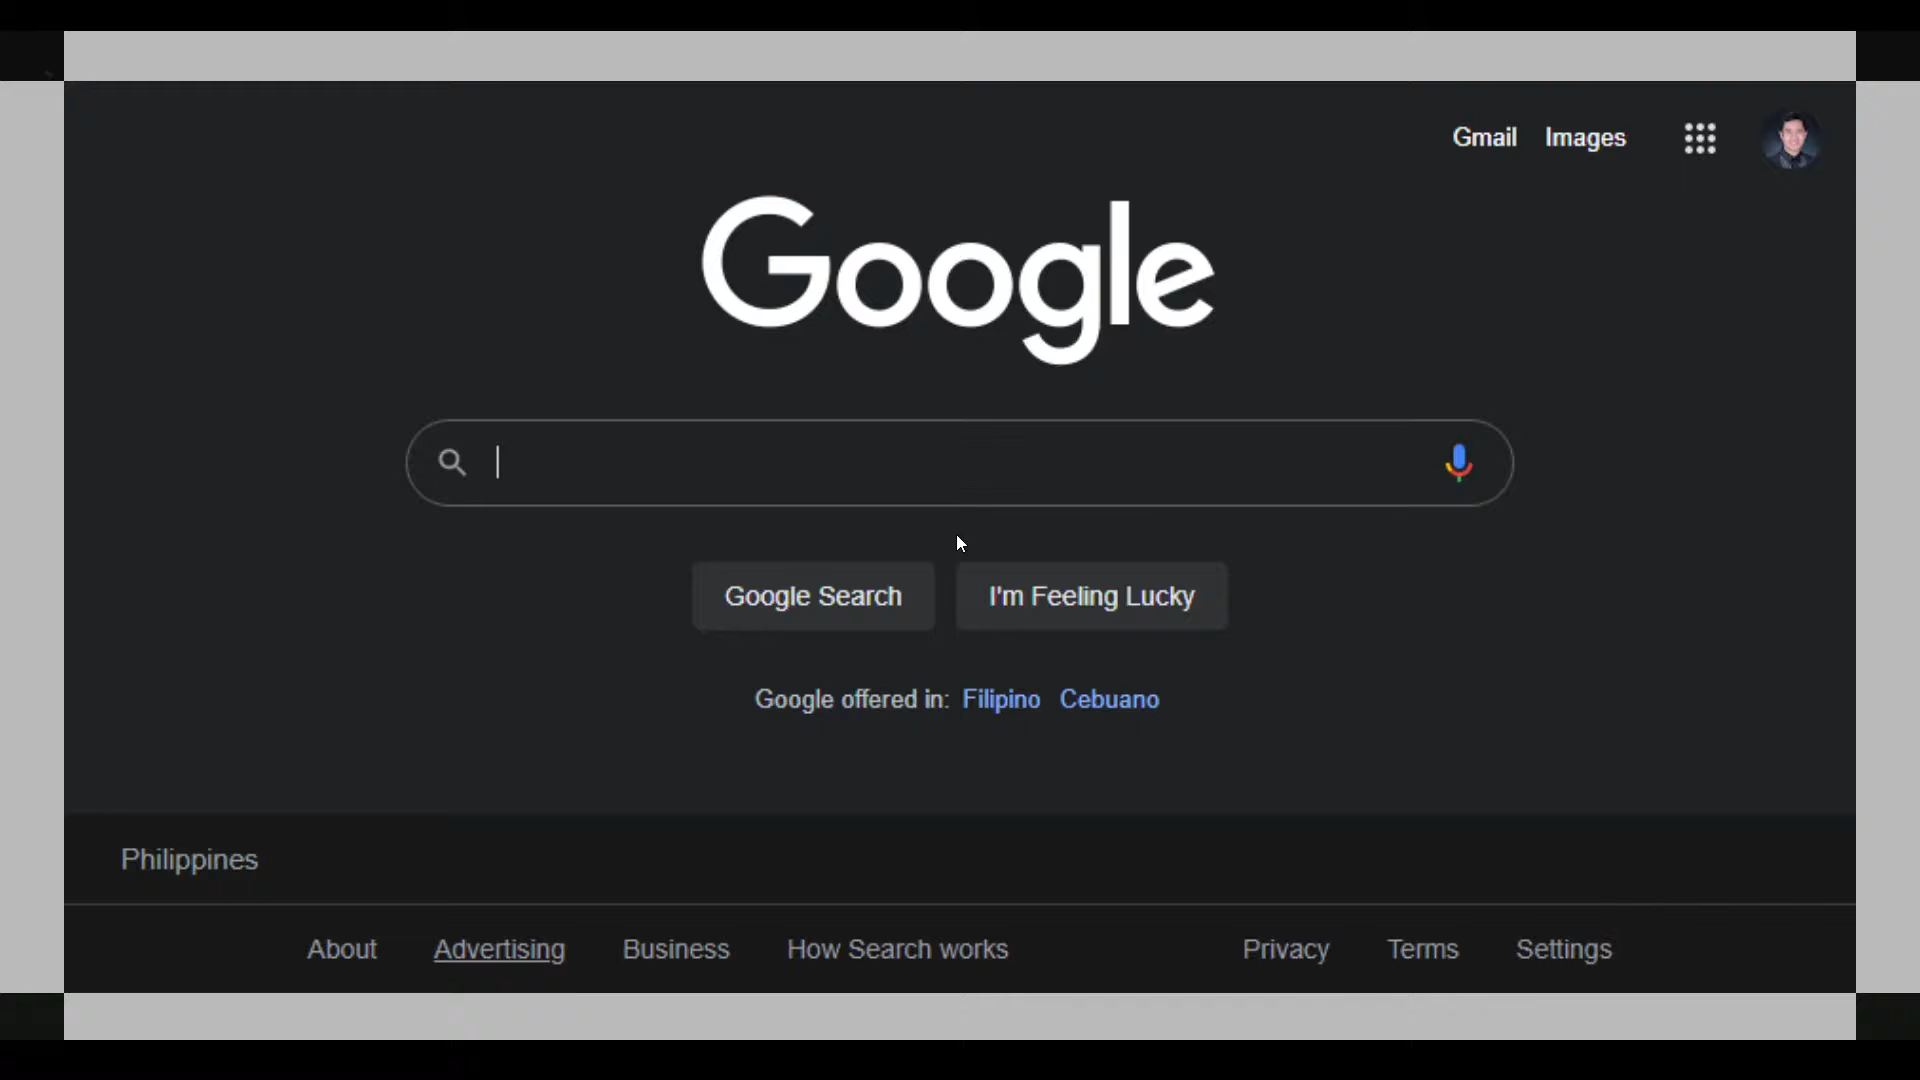 Gmail Images
Google
Google Search I'm Feeling Lucky
Google offered in: Filipino Cebuano
Philippines
About Advertising Business How Search works Privacy Terms Settings